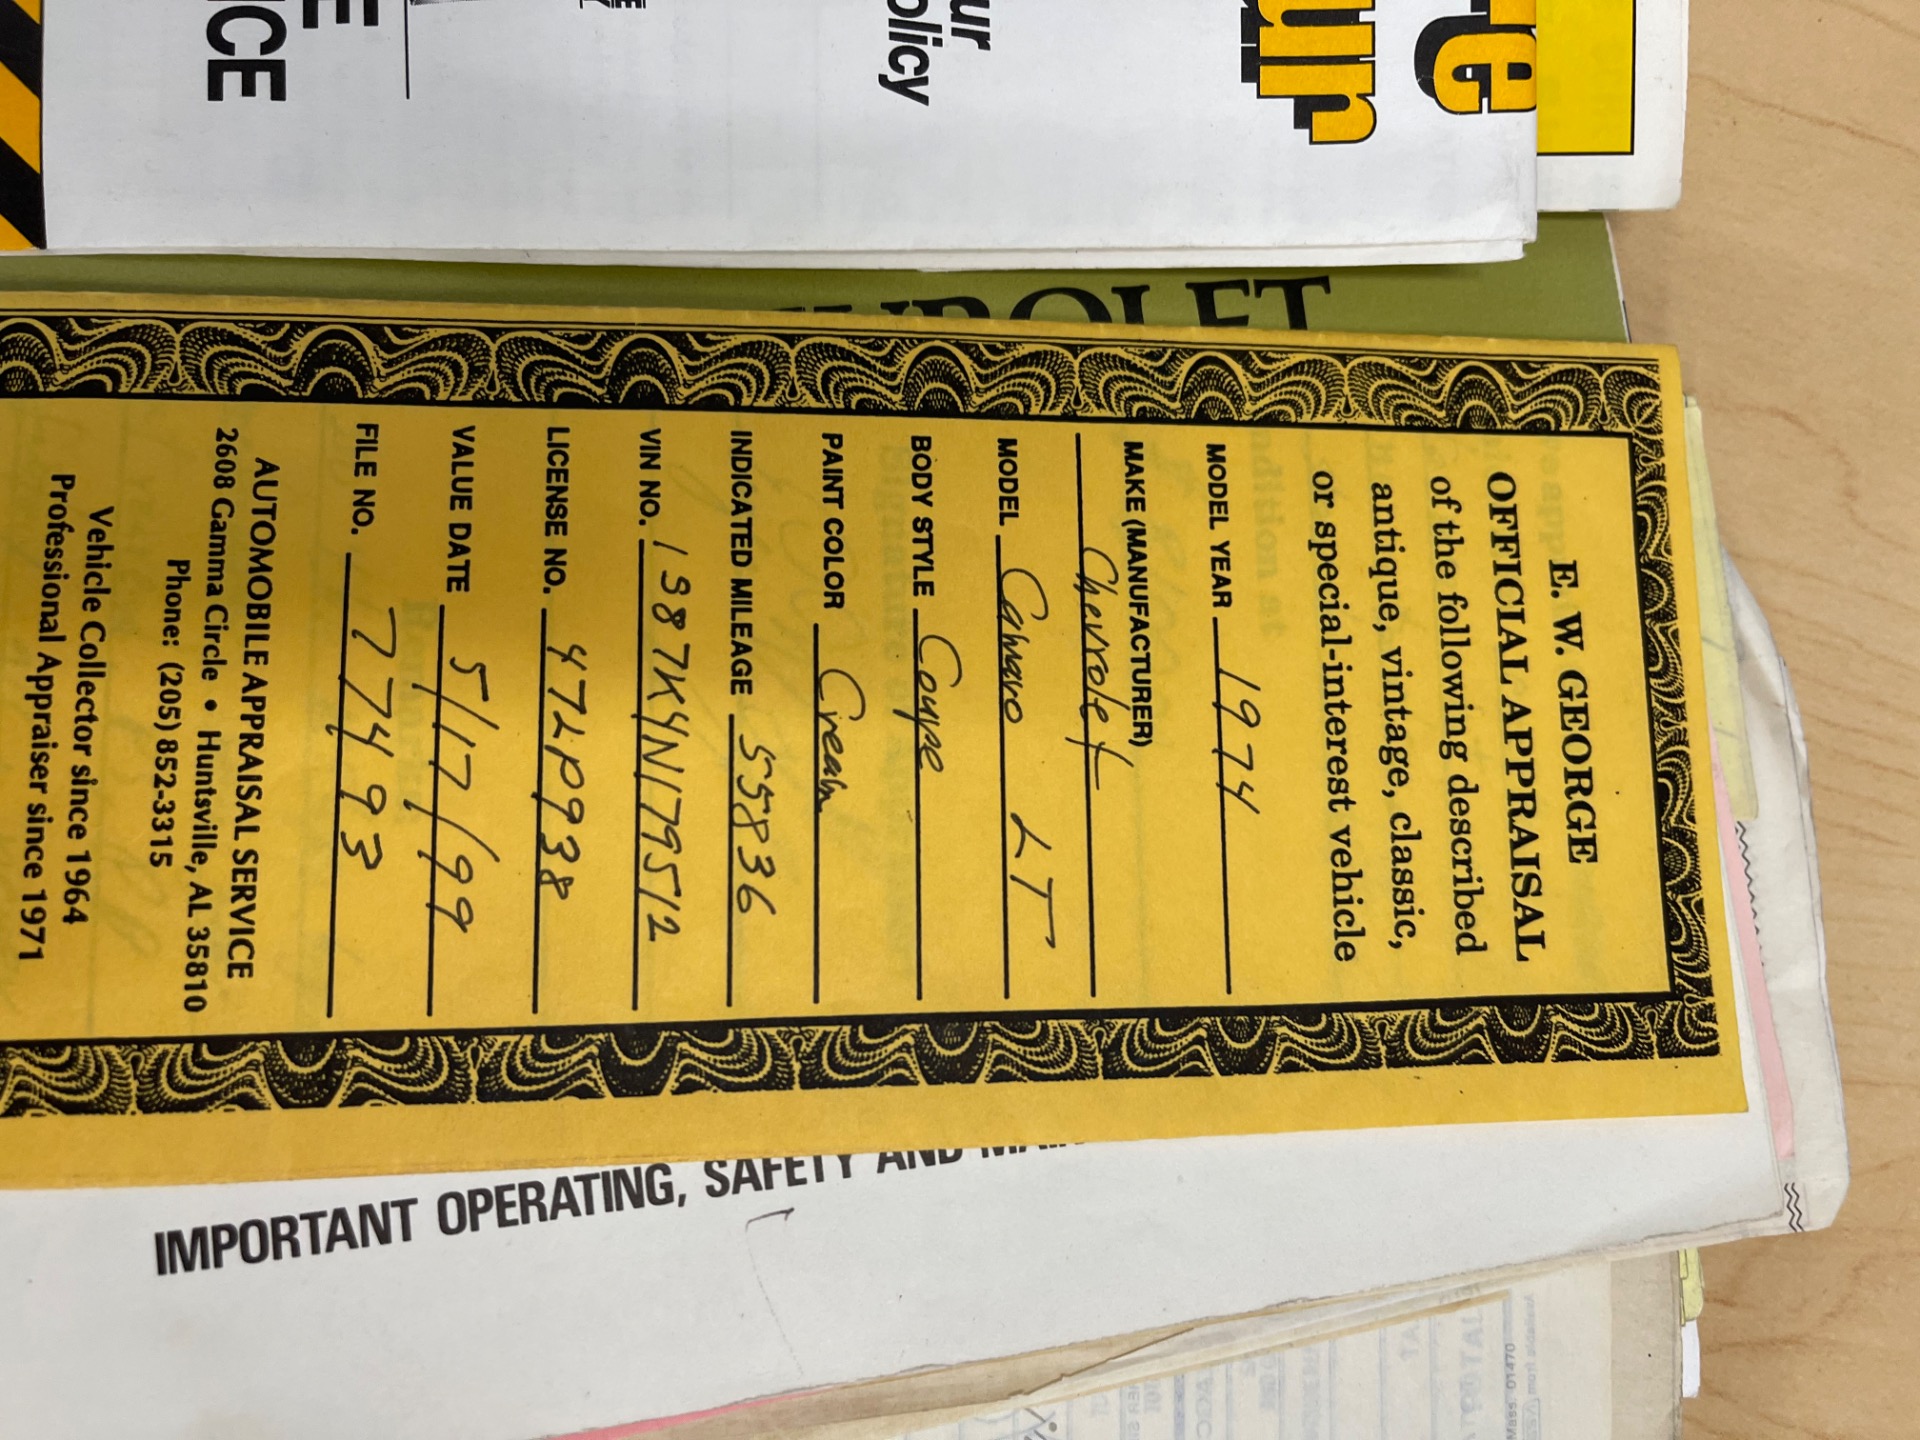 E. W. GEORGE
OFFICIAL APPRAISAL
of the following described
antique, vintage, classic,
or special-interest vehicle
MODEL YEAR 1974
MAKE (MANUFACTURER)
Chevrolet
MODEL Camaro LT
BODY STYLE Coupe
PAINT COLOR Cream
INDICATED MILEAGE 55836
VIN NO. 1S87K4N179512
LICENSE NO. 47LP938
VALUE DATE 5/17/99
FILE NO. 774493
AUTOMOBILE APPRAISAL SERVICE
2608 Gamma Circle • Huntsville, AL 35810
Phone: (205) 852-3315
Vehicle Collector since 1964
Professional Appraiser since 1971
IMPORTANT OPERATING, SAFETY AND